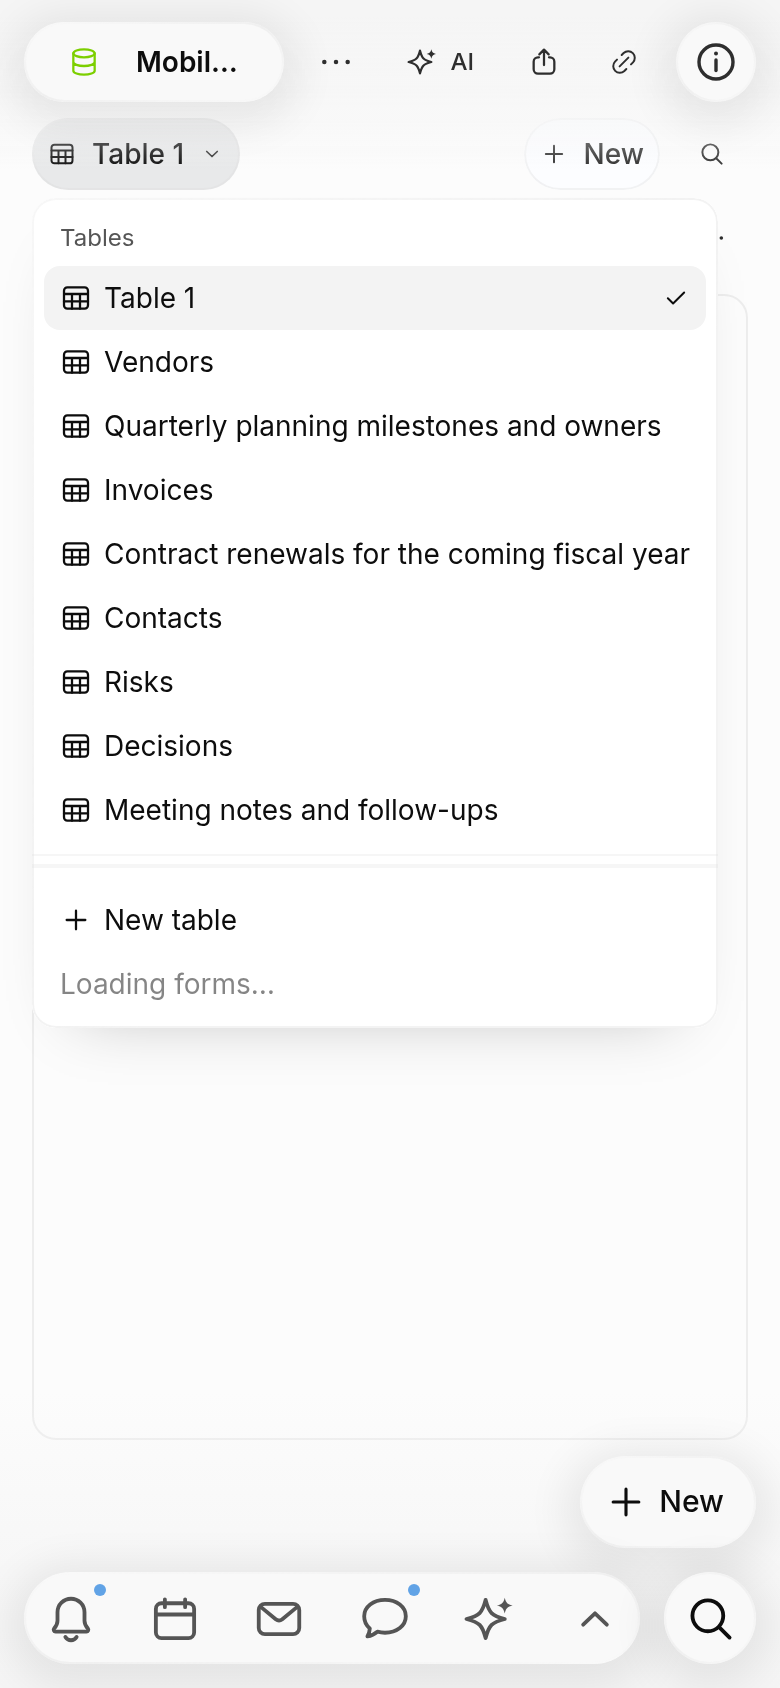 Mobil...
AI
Table 1
New
Tables
Table 1
Vendors
Quarterly planning milestones and owners
Invoices
Contract renewals for the coming fiscal year
Contacts
Risks
Decisions
Meeting notes and follow-ups
New table
Loading forms...
New